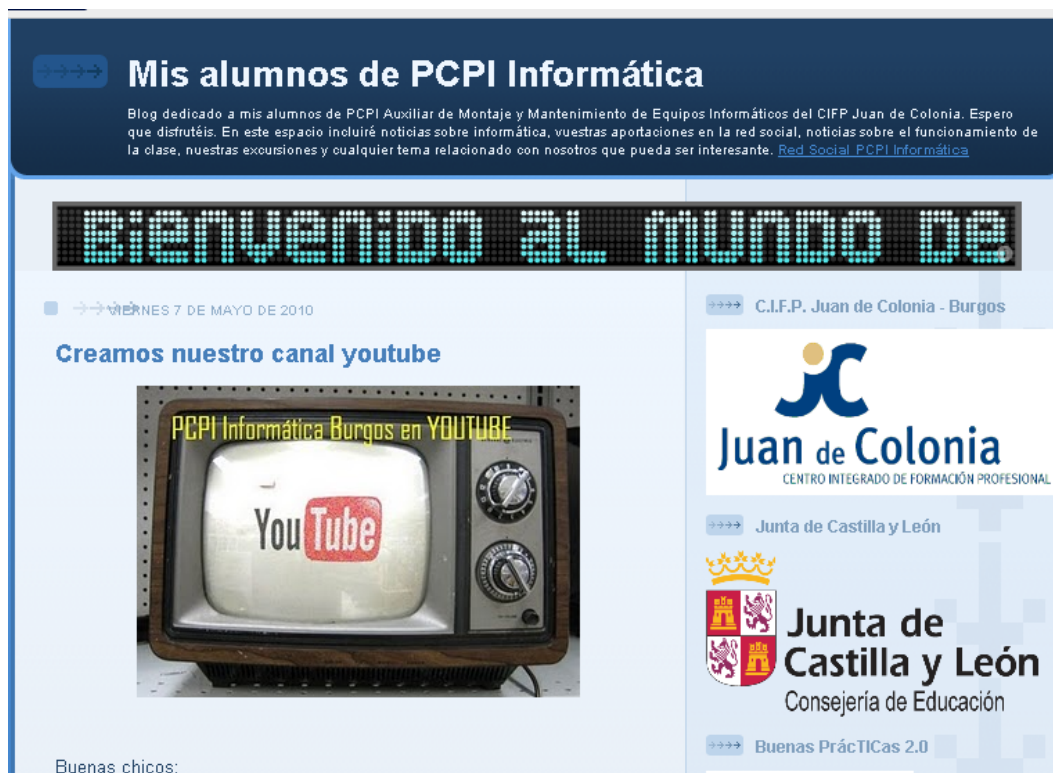 Mis alumnos de PCPI Informática
Blog dedicado a mis alumnos de PCPI Auxiliar de Montaje y Mantenimiento de Equipos Informáticos del CIFP Juan de Colonia. Espero
que disfrutéis. En este espacio incluiré noticias sobre informática, vuestras aportaciones en la red social, noticias sobre el funcionamiento de
la clase, nuestras excursiones y cualquier tema relacionado con nosotros que pueda ser interesante. Red Social PCPI Informática
BiENVENiDO AL MUNDO DE
VIERNES 7 DE MAYO DE 2010
Creamos nuestro canal youtube
PCPI Informática Burgos en YOUTUBE
YouTube
Buenas chicos:
C.I.F.P. Juan de Colonia - Burgos
JC
Juan de Colonia
CENTRO INTEGRADO DE FORMACIÓN PROFESIONAL
Junta de Castilla y León
Junta de
Castilla y León
Consejería de Educación
Buenas PrácTICas 2.0